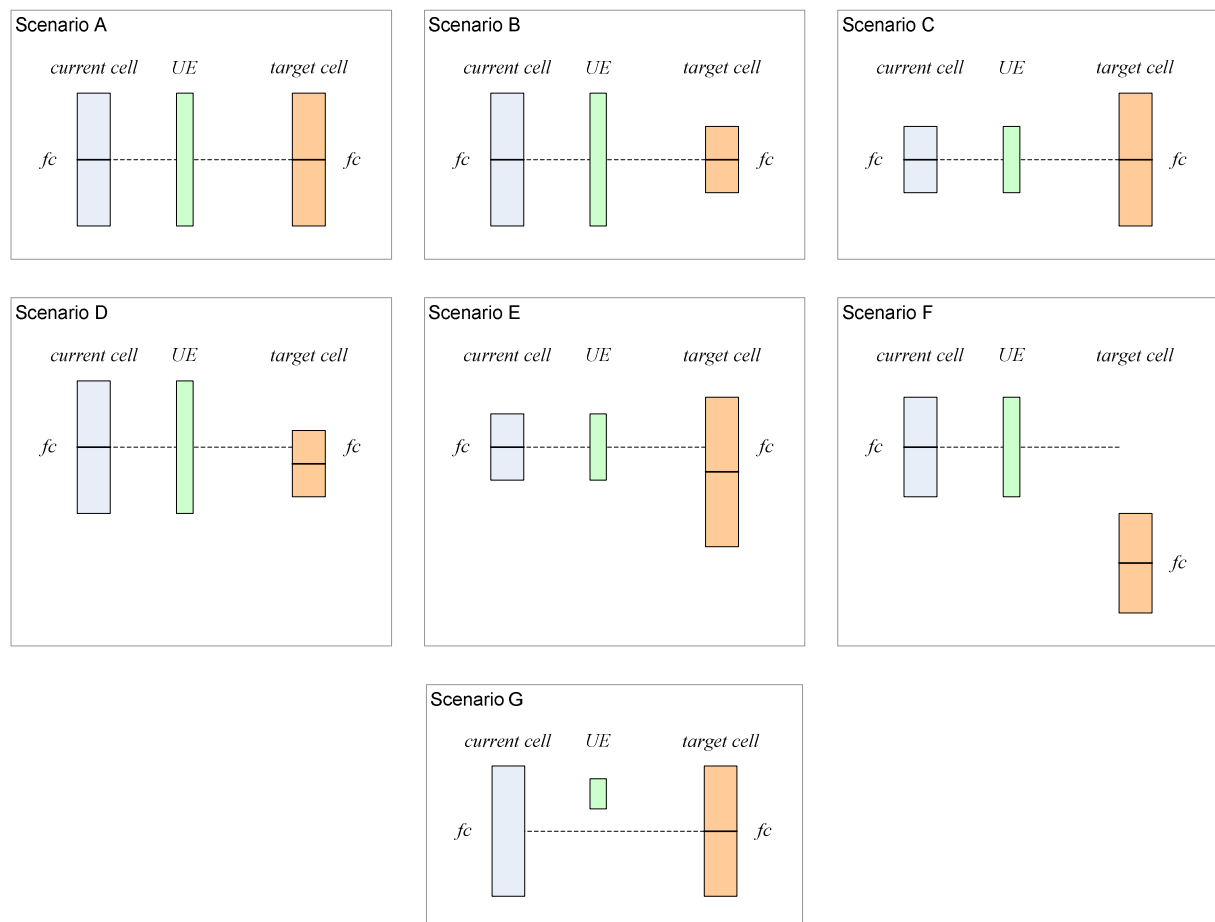 Scenario A
current cell UE target cell
fc fc
Scenario B
current cell UE target cell
fc fc
Scenario C
current cell UE target cell
fc fc
Scenario D
current cell UE target cell
fc fc
Scenario E
current cell UE target cell
fc fc
Scenario F
current cell UE target cell
fc
fc
Scenario G
current cell UE target cell
fc fc